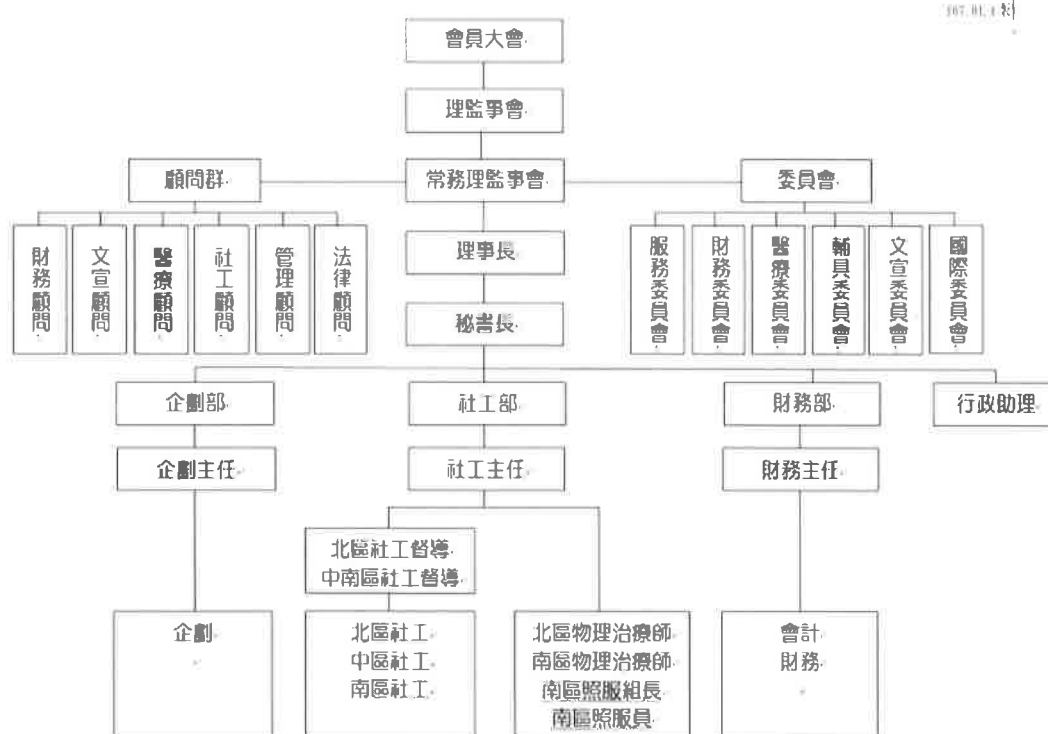 會員大會
理監事會
顧問群
常務理監事會
委員會
財務顧問
文宣顧問
醫療顧問
社工顧問
管理顧問
法律顧問
理事長
秘書長
服務委員會
財務委員會
醫療委員會
輔具委員會
文宣委員會
國際委員會
企劃部
社工部
財務部
行政助理
企劃主任
社工主任
財務主任
北區社工督導
中南區社工督導
企劃
北區社工
中區社工
南區社工
北區物理治療師
南區物理治療師
南區照服組長
南區照服員
會計
財務